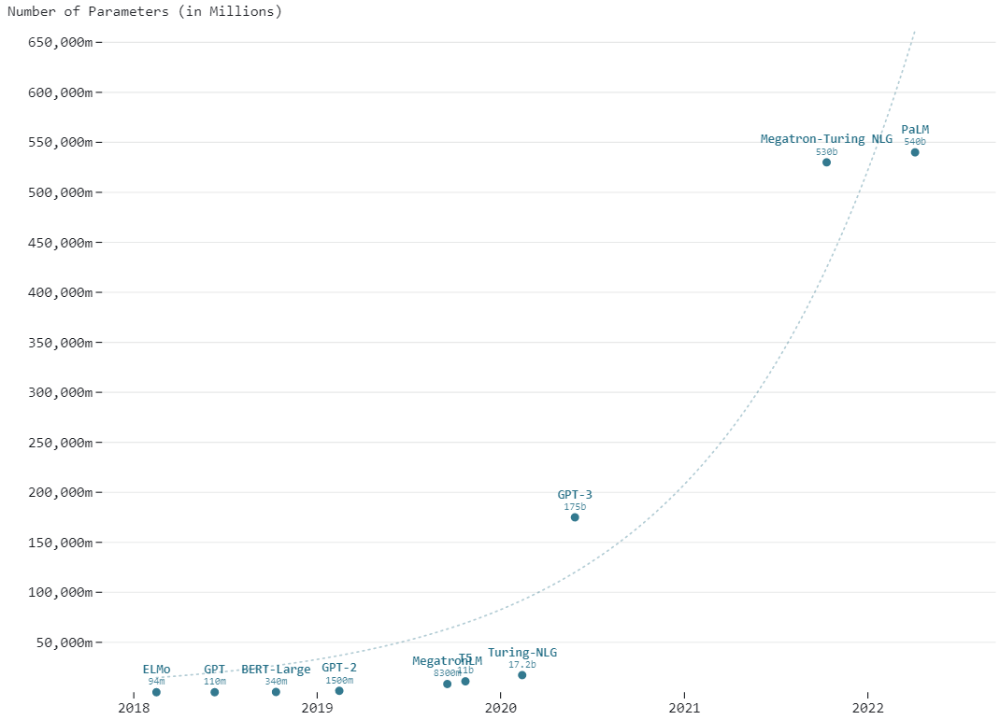 Number of Parameters (in Millions)
650,000m
600,000m
550,000m
500,000m
450,000m
400,000m
350,000m
300,000m
250,000m
200,000m
150,000m
100,000m
50,000m
PaLM
540b
Megatron-Turing NLG
530b
GPT-3
175b
Turing-NLG
17.2b
T5
11b
MegatronLM
8300m
GPT-2
1500m
BERT-Large
340m
GPT
110m
ELMo
94m
2018
2019
2020
2021
2022